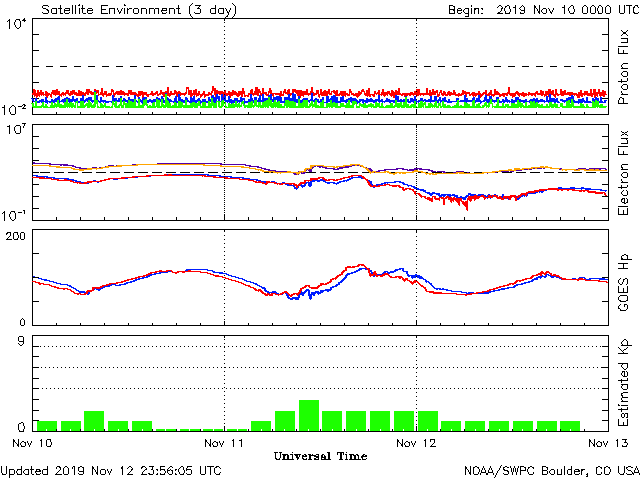 Satellite Environment (3 day) Begin: 2019 Nov 10 0000 UTC
10^4
Proton Flux
10^-2
10^7
Electron Flux
10^-1
200
GOES Hp
0
9
Estimated Kp
0
Nov 10 Nov 11 Nov 12 Nov 13
Universal Time
Updated 2019 Nov 12 23:56:05 UTC NOAA/SWPC Boulder, CO USA